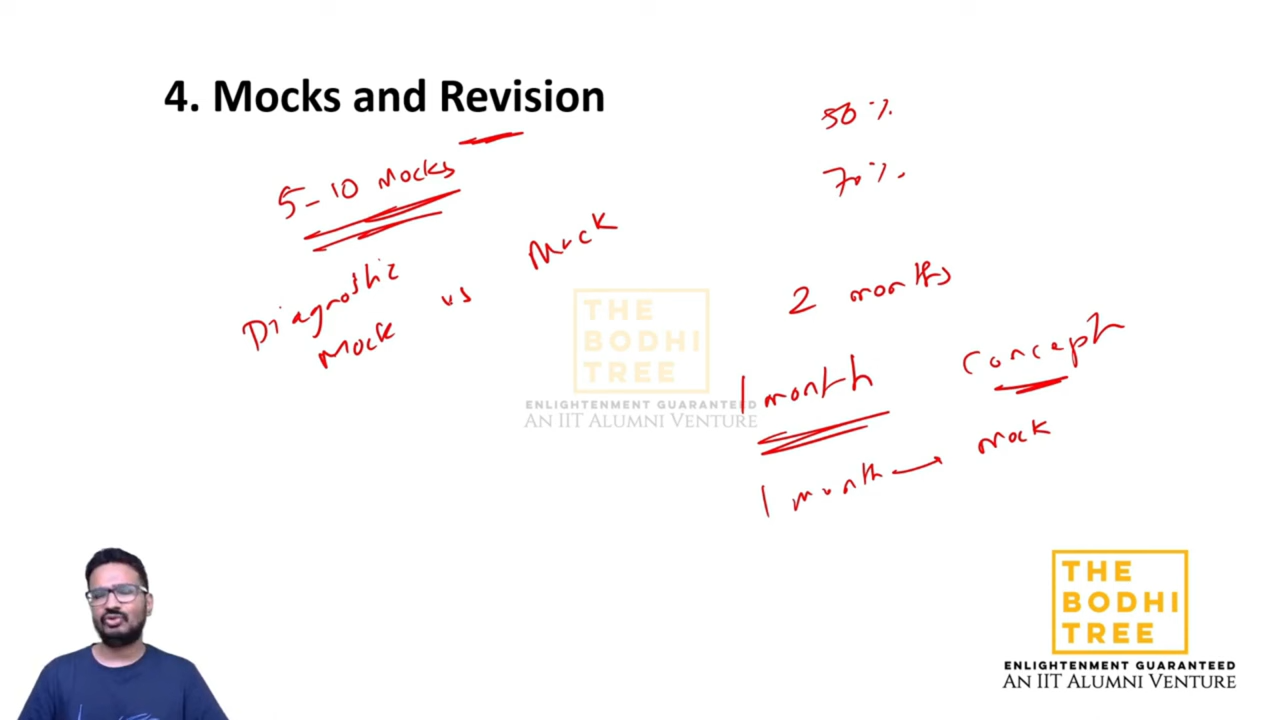 4. Mocks and Revision
5-10 Mocks
Diagnostic
Mock
vs
Mock
50%
70%.
2 months
1 month
Concept
1 month → Mock
THE
BODHI
TREE
ENLIGHTENMENT GUARANTEED
AN IIT ALUMNI VENTURE
THE
BODHI
TREE
ENLIGHTENMENT GUARANTEED
AN IIT ALUMNI VENTURE